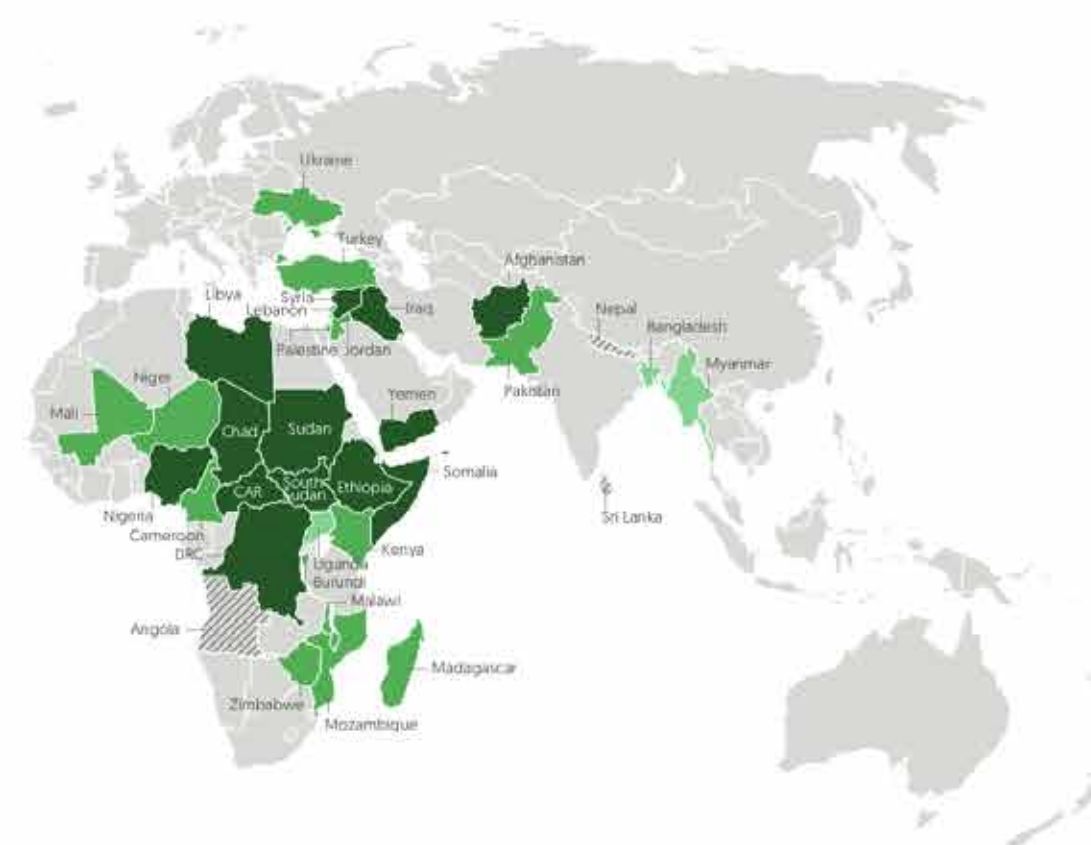 Ukraine
Turkey
Afghanistan
Libya
Syria
Lebanon
Iraq
Nepal
Bangladesh
Palestine Jordan
Myanmar
Niger
Pakistan
Yemen
Mali
Chad
Sudan
Somalia
CAR
South
Sudan
Ethiopia
Nigeria
Sri Lanka
Cameroon
DRC
Kenya
Uganda
Burundi
Malawi
Angola
Madagascar
Zimbabwe
Mozambique